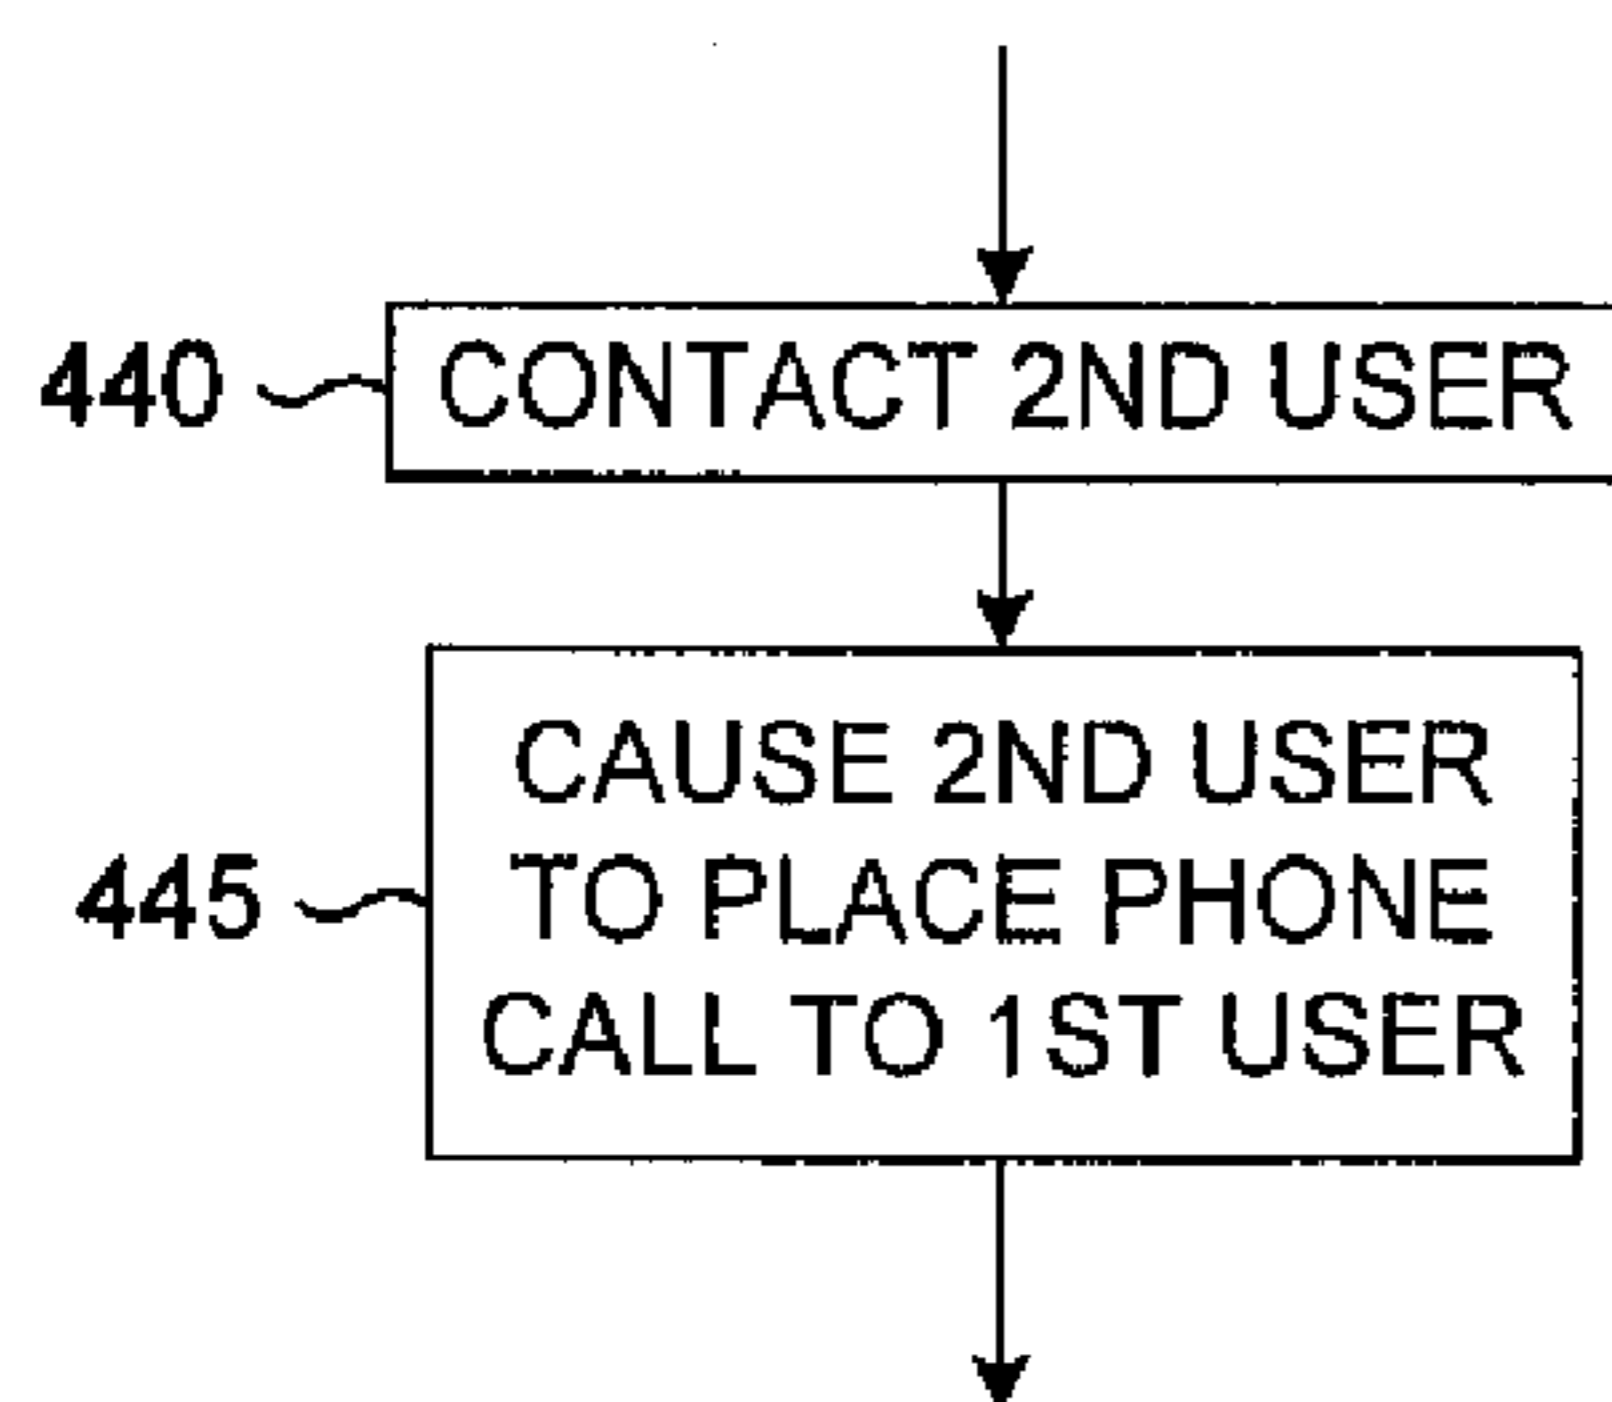 440 CONTACT 2ND USER
CAUSE 2ND USER
445 TO PLACE PHONE
CALL TO 1ST USER